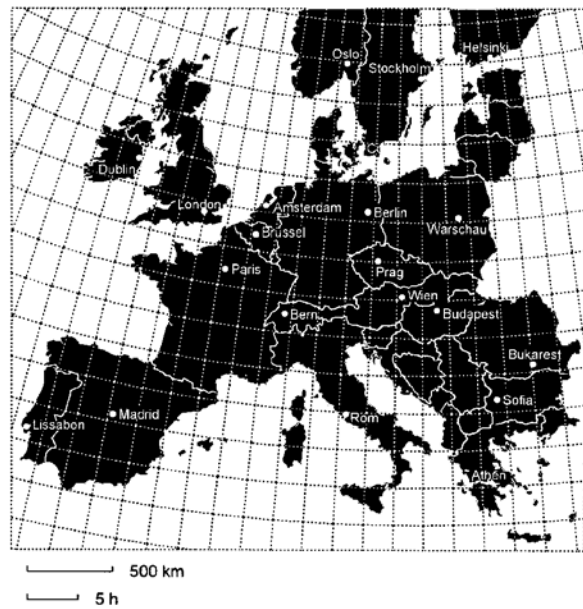 Oslo
Helsinki
Stockholm
Dublin
London
Amsterdam
Berlin
Warschau
Brüssel
Paris
Prag
Wien
Bern
Budapest
Bukarest
Madrid
Lissabon
Rom
Sofia
Athen
500 km
5 h